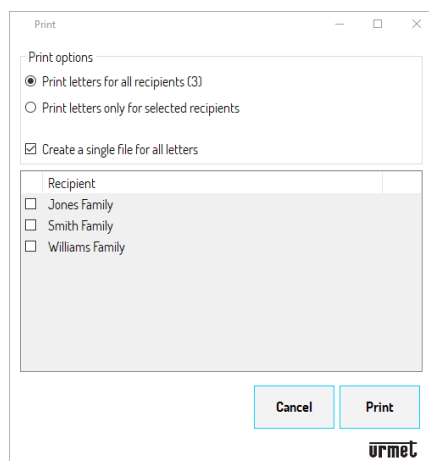 Print
Print options
Print letters for all recipients (3)
Print letters only for selected recipients
Create a single file for all letters
Recipient
Jones Family
Smith Family
Williams Family
Cancel Print
urmet